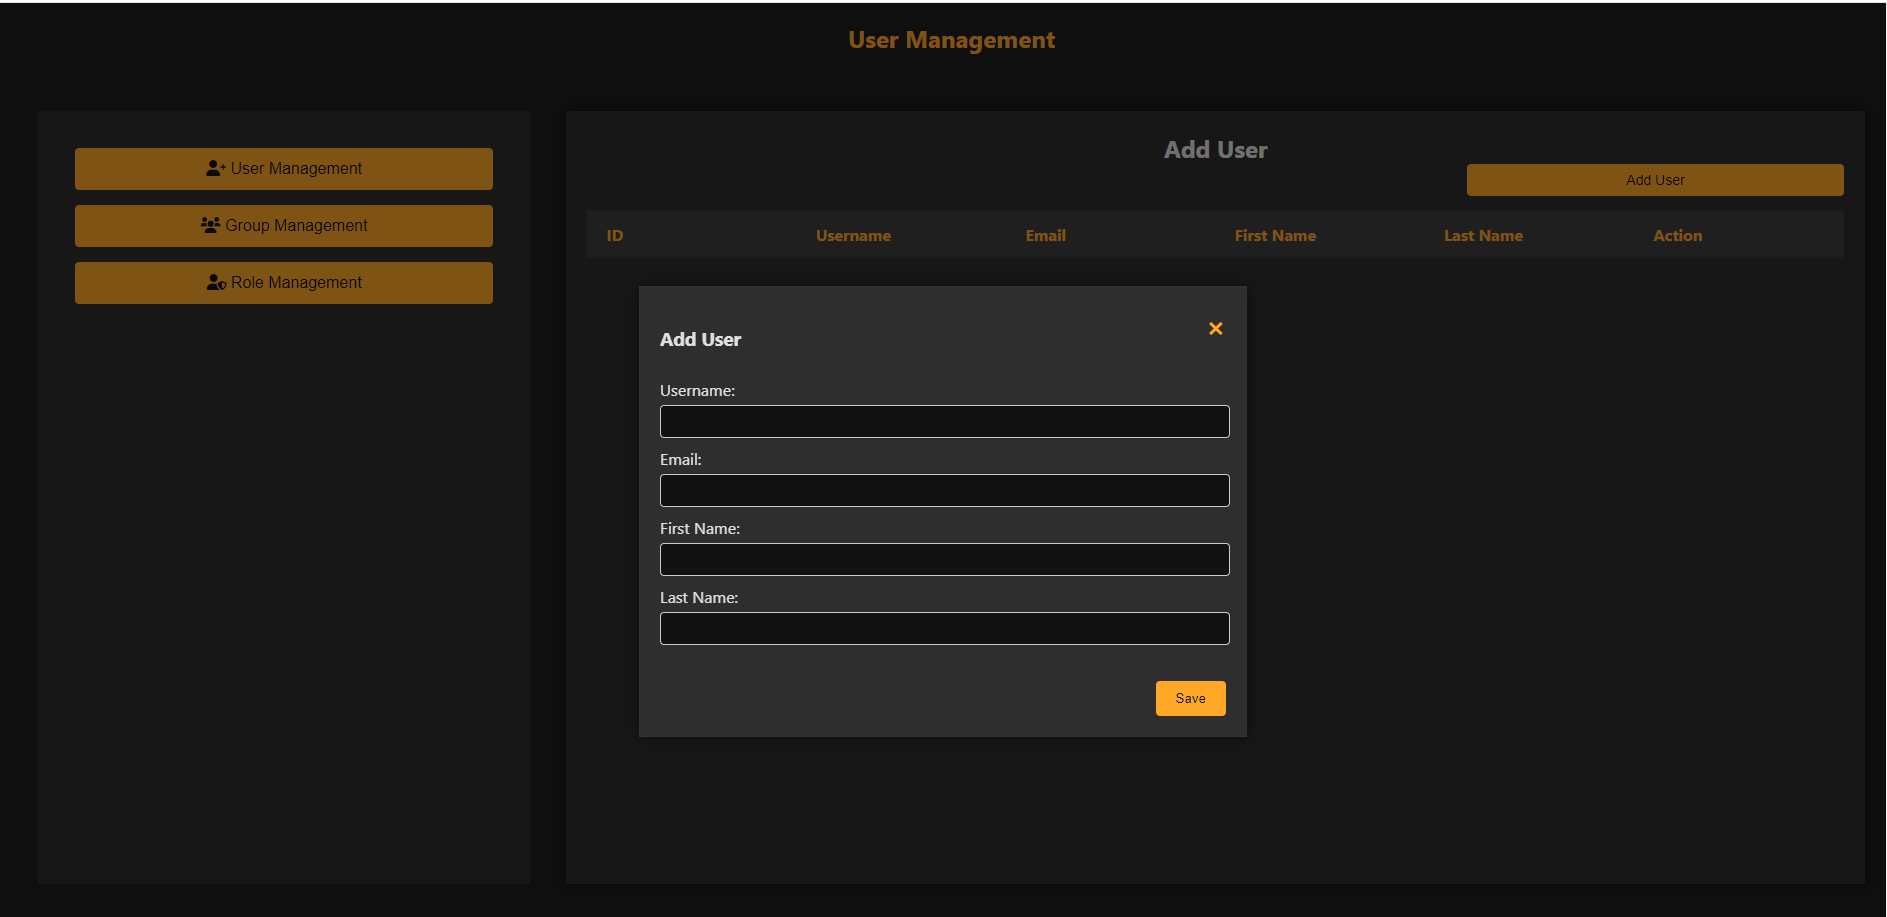 User Management
User Management
Group Management
Role Management
Add User
Add User
ID Username Email First Name Last Name Action
Add User
Username:
Email:
First Name:
Last Name:
Save